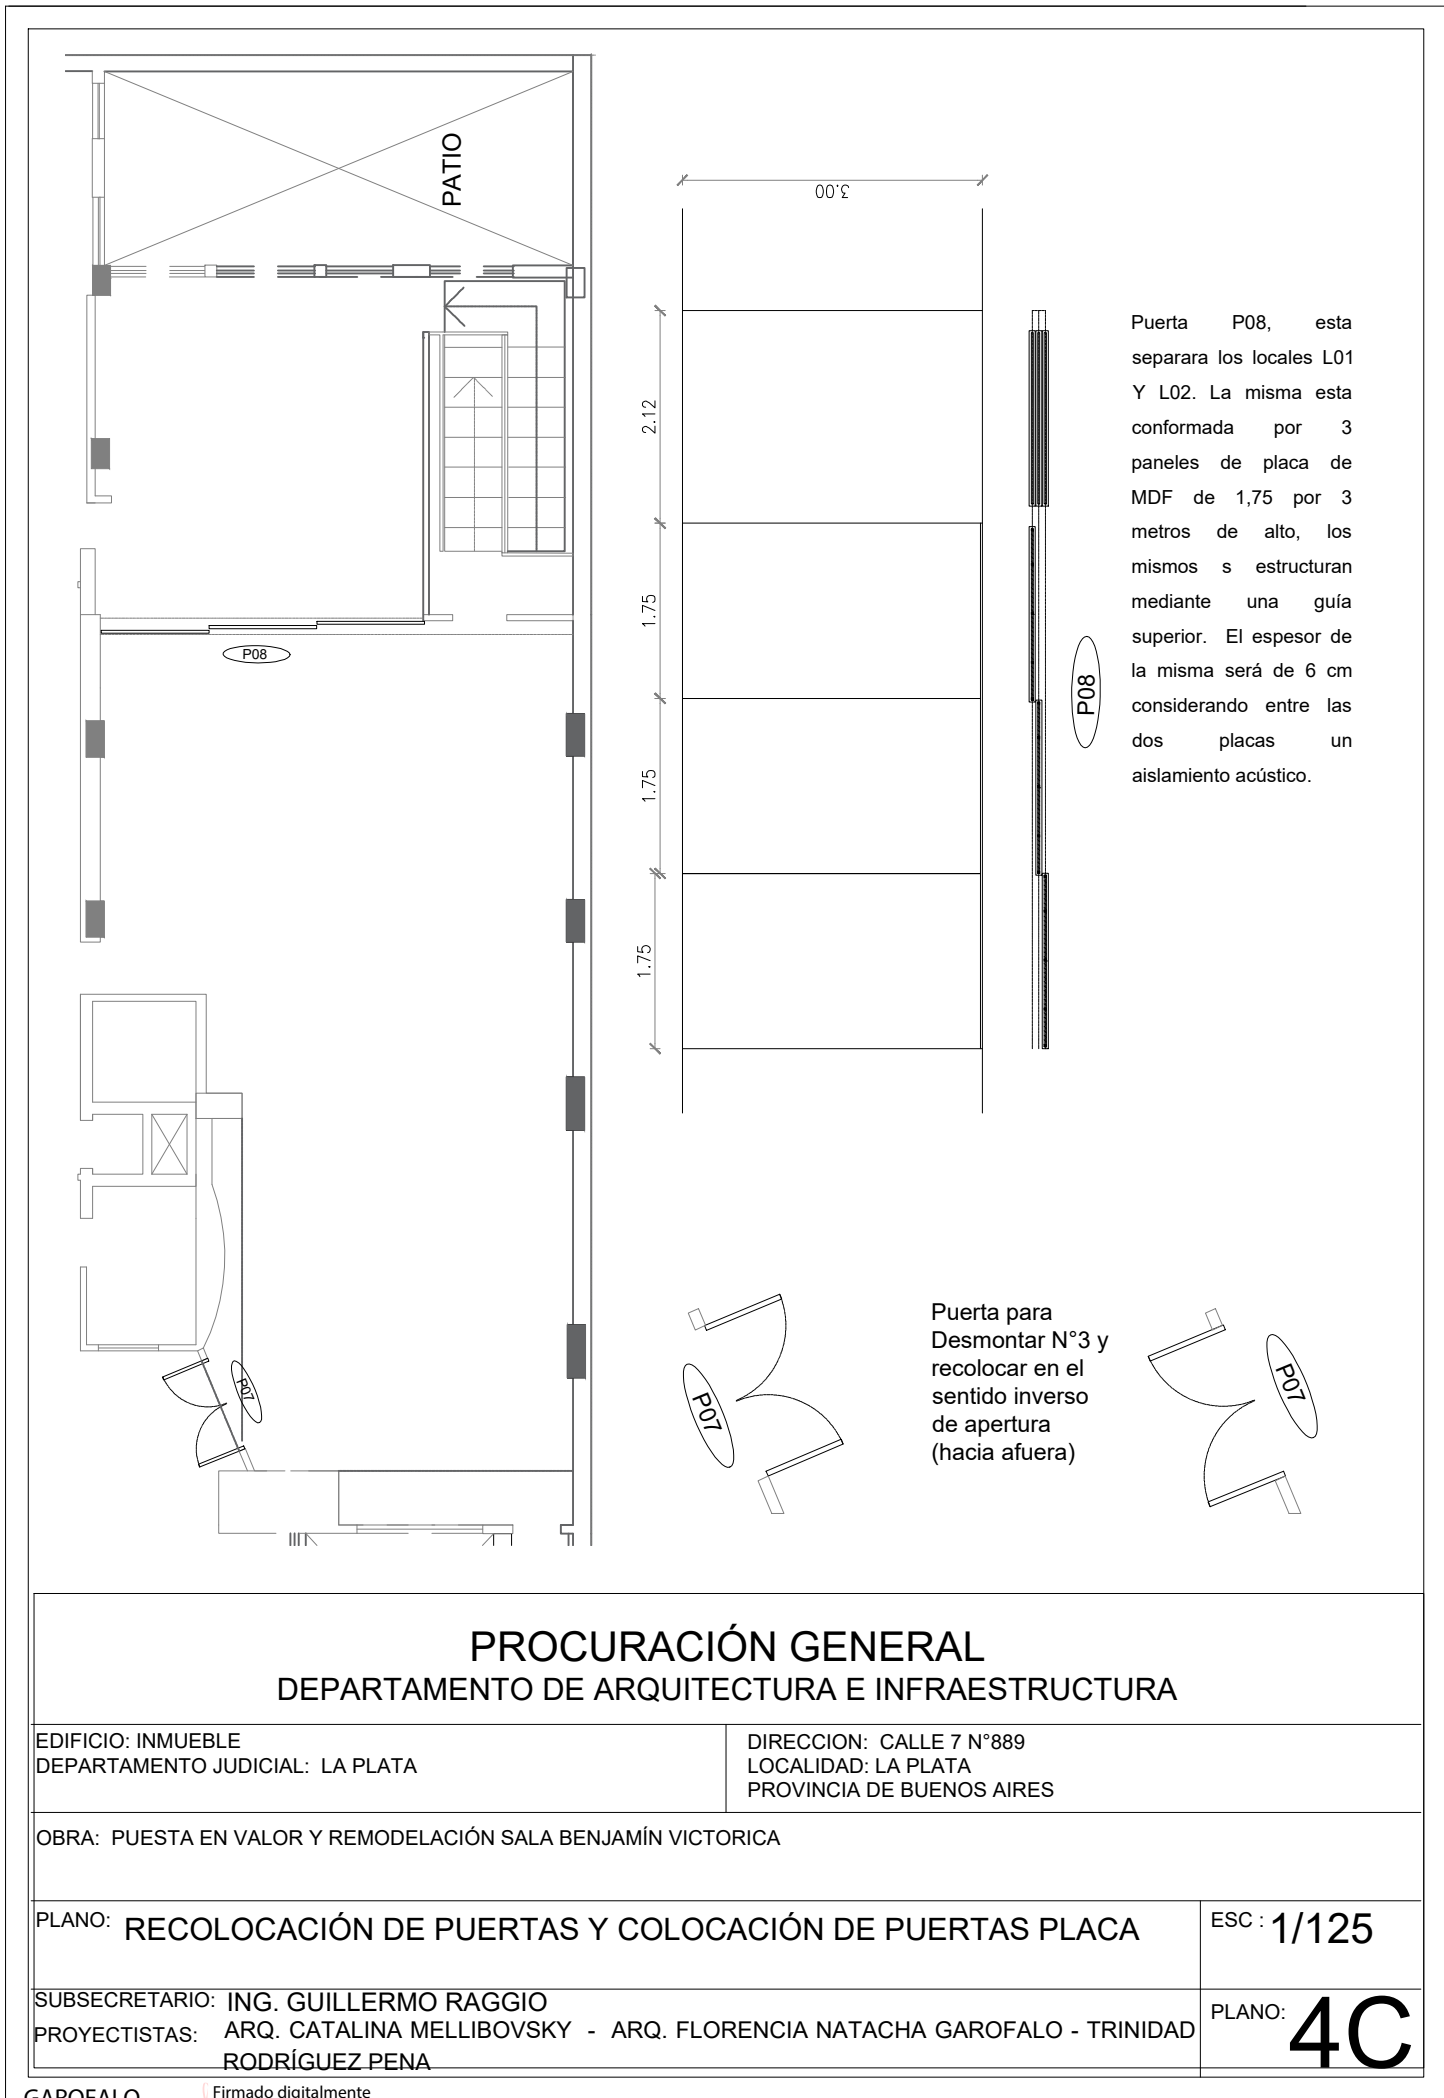 PATIO
3.00
2.12
1.75
1.75
1.75
P08
P08
Puerta P08, esta
separara los locales L01
Y L02. La misma esta
conformada por 3
paneles de placa de
MDF de 1,75 por 3
metros de alto, los
mismos s estructuran
mediante una guía
superior. El espesor de
la misma será de 6 cm
considerando entre las
dos placas un
aislamiento acústico.
P07
P07
Puerta para
Desmontar N°3 y
recolocar en el
sentido inverso
de apertura
(hacia afuera)
P07
PROCURACIÓN GENERAL
DEPARTAMENTO DE ARQUITECTURA E INFRAESTRUCTURA
EDIFICIO: INMUEBLE
DEPARTAMENTO JUDICIAL: LA PLATA
DIRECCION: CALLE 7 N°889
LOCALIDAD: LA PLATA
PROVINCIA DE BUENOS AIRES
OBRA: PUESTA EN VALOR Y REMODELACIÓN SALA BENJAMÍN VICTORICA
PLANO: RECOLOCACIÓN DE PUERTAS Y COLOCACIÓN DE PUERTAS PLACA
ESC : 1/125
SUBSECRETARIO: ING. GUILLERMO RAGGIO
PROYECTISTAS: ARQ. CATALINA MELLIBOVSKY - ARQ. FLORENCIA NATACHA GAROFALO - TRINIDAD
RODRÍGUEZ PENA
PLANO: 4C
GAROFALO
Firmado digitalmente